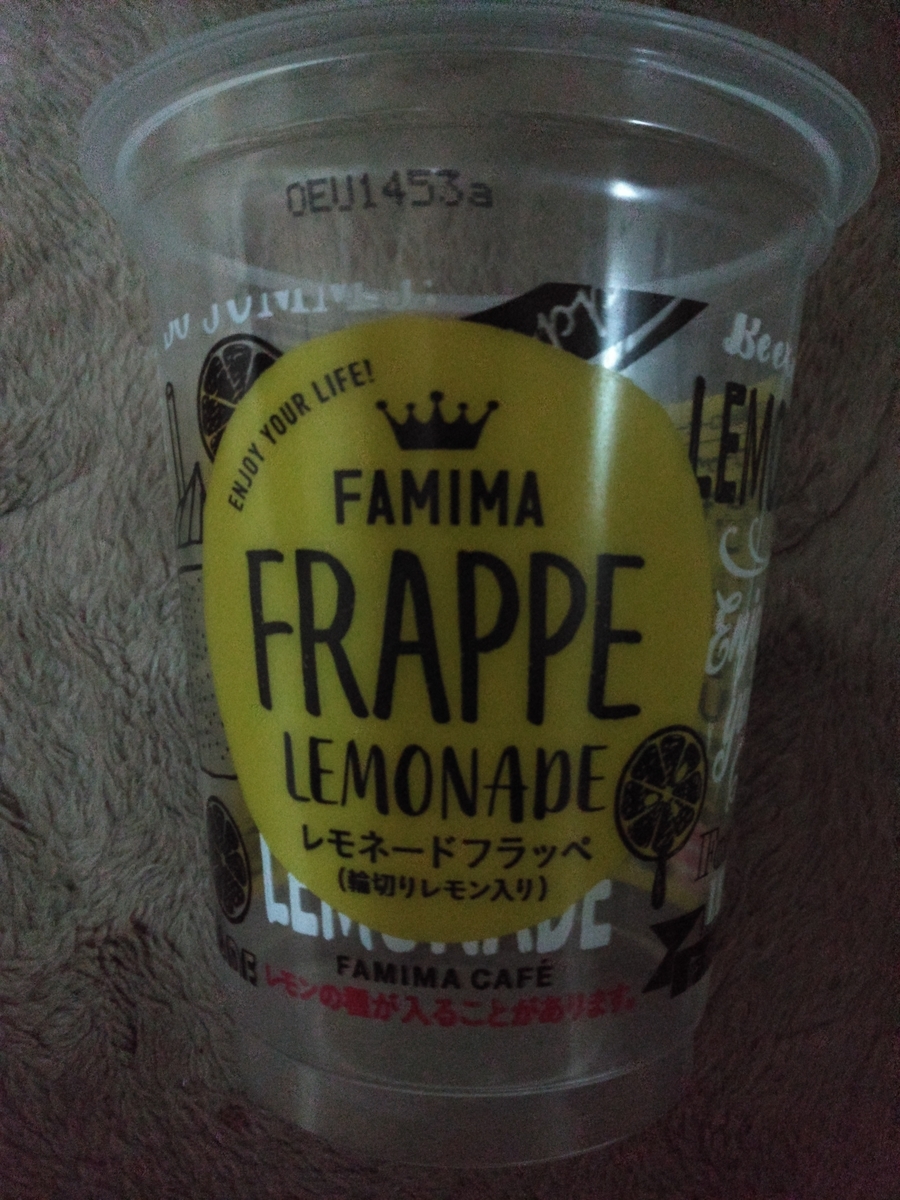 0EU1453a
ENJOY YOUR LIFE!
FAMIMA
FRAPPE
LEMONADE
レモネードフラッペ
(輪切りレモン入り)
LEMONADE
FAMIMA CAFÉ
レモンの種が入ることがあります。